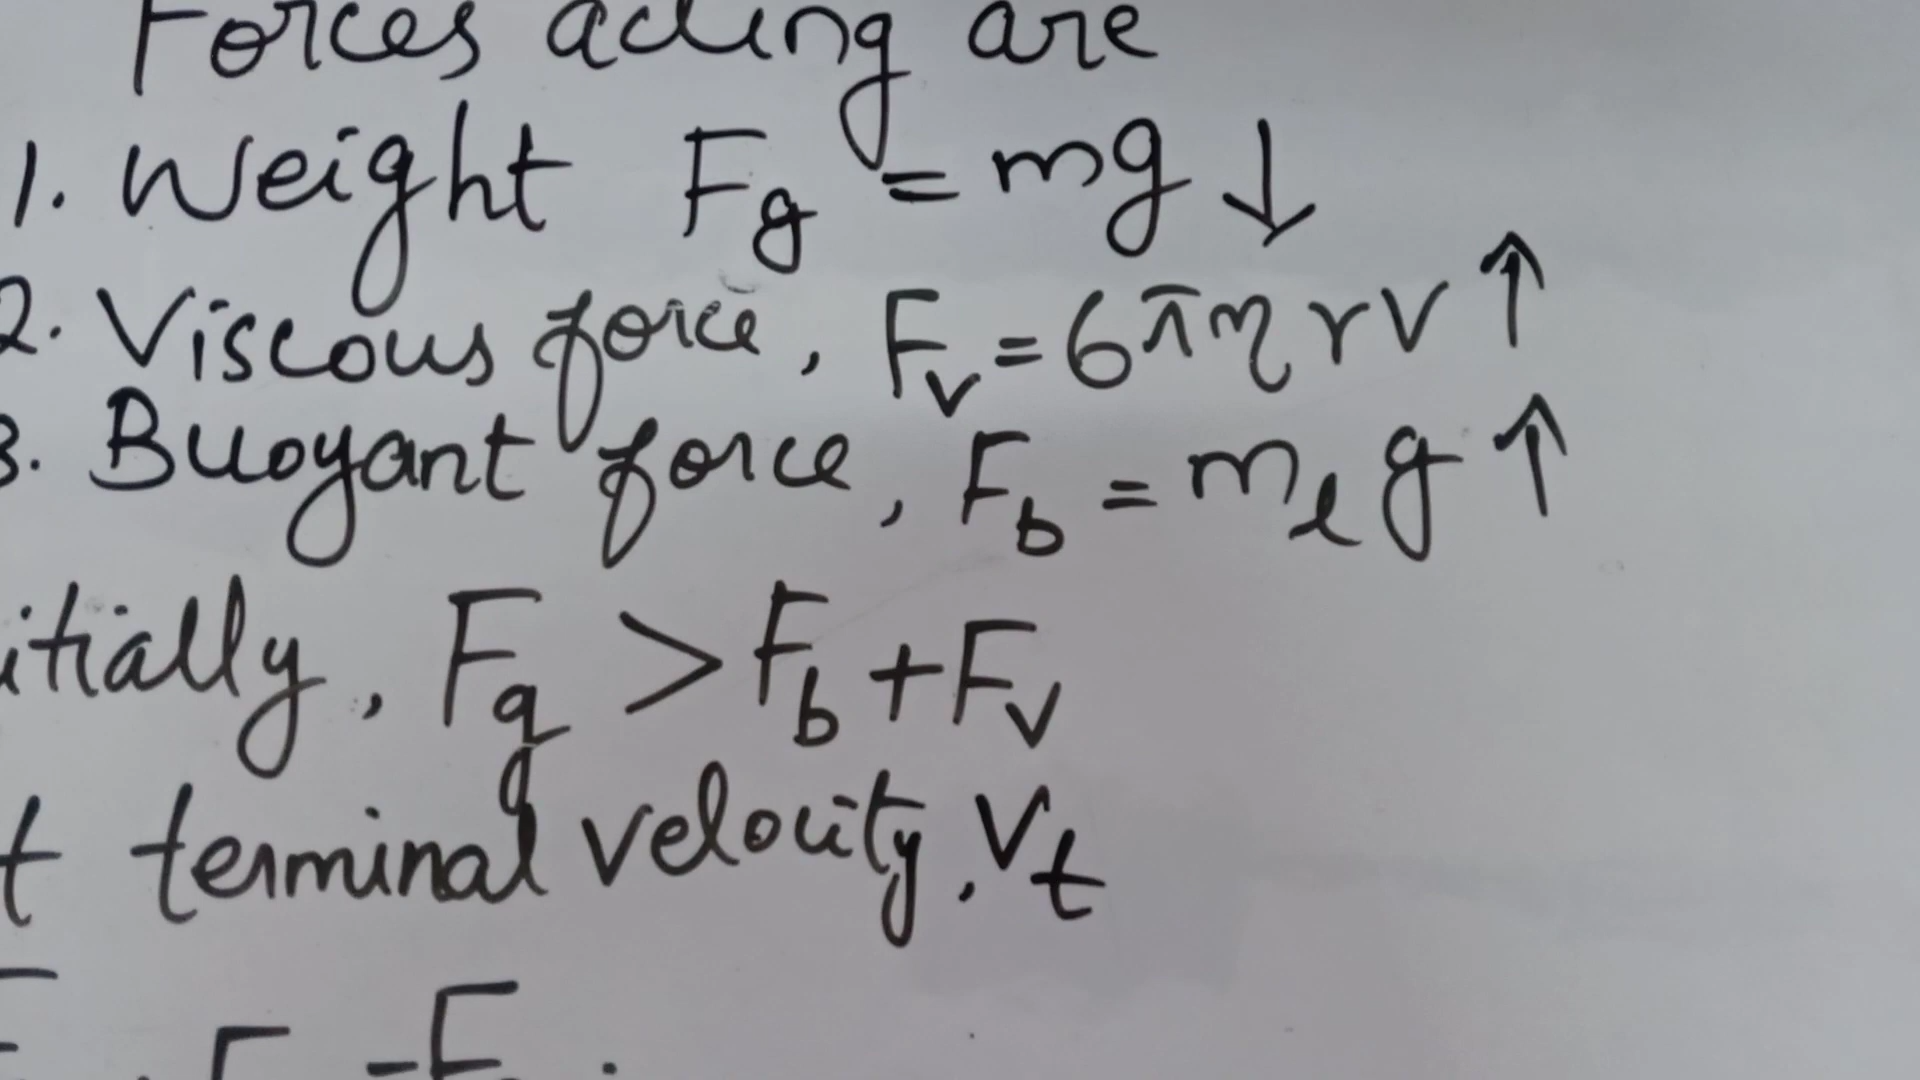 Forces acting are
1. Weight F_g = mg ↓
2. Viscous force, F_v = 6πηrv ↑
3. Buoyant force, F_b = m_l g ↑
itially, F_g > F_b + F_v
t terminal velocity, V_t